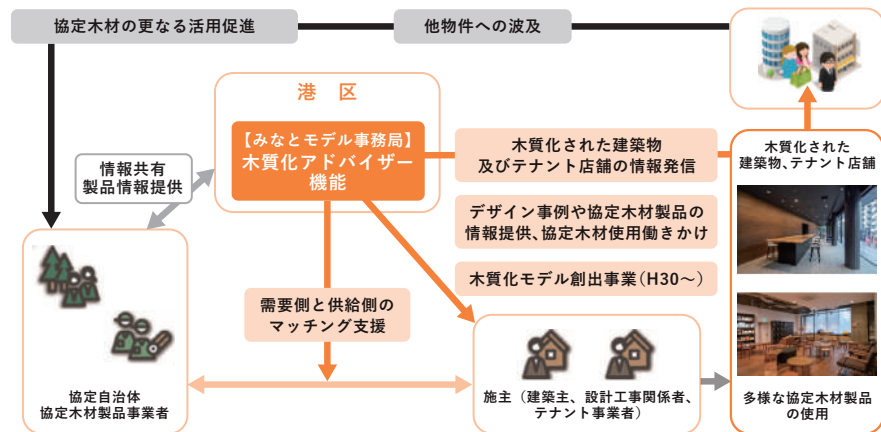 協定木材の更なる活用促進
他物件への波及
港 区
【みなとモデル事務局】
木質化アドバイザー
機能
情報共有
製品情報提供
木質化された建築物
及びテナント店舗の情報発信
木質化された
建築物、テナント店舗
デザイン事例や協定木材製品の
情報提供、協定木材使用働きかけ
木質化モデル創出事業（H30〜）
需要側と供給側の
マッチング支援
協定自治体
協定木材製品事業者
施主（建築主、設計工事関係者、
テナント事業者）
多様な協定木材製品
の使用